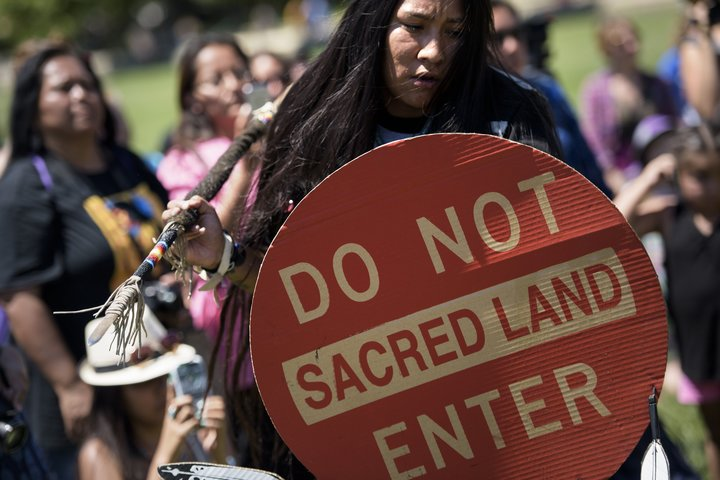 DO NOT
SACRED LAND
ENTER